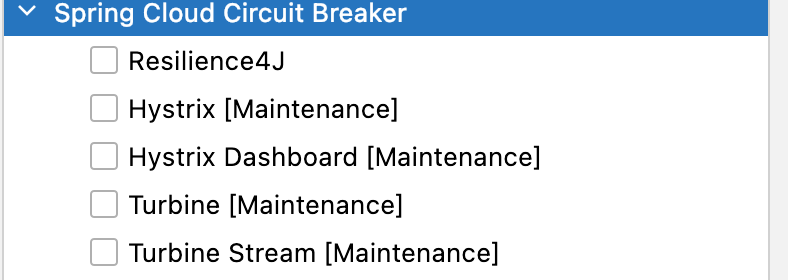 Spring Cloud Circuit Breaker
Resilience4J
Hystrix [Maintenance]
Hystrix Dashboard [Maintenance]
Turbine [Maintenance]
Turbine Stream [Maintenance]